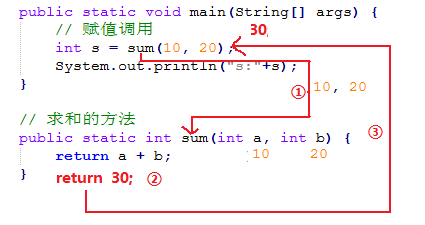 public static void main(String[] args) {
// 赋值调用 30
int s = sum(10, 20);
System.out.println("s:"+s);
} ① 10, 20
// 求和的方法
public static int sum(int a, int b) { ③
return a + b; 10 20
} return 30; ②